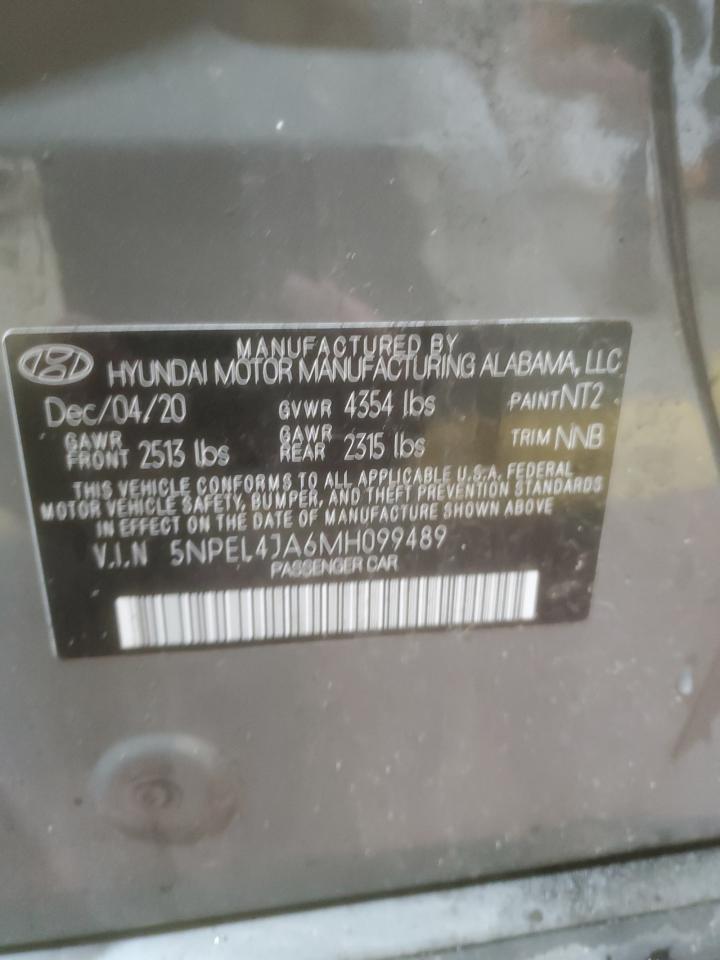 MANUFACTURED BY
HYUNDAI MOTOR MANUFACTURING ALABAMA, LLC
Dec/04/20 GVWR 4354 lbs PAINT NT2
GAWR FRONT 2513 lbs GAWR REAR 2315 lbs TRIM NNB
THIS VEHICLE CONFORMS TO ALL APPLICABLE U.S.A. FEDERAL
MOTOR VEHICLE SAFETY, BUMPER, AND THEFT PREVENTION STANDARDS
IN EFFECT ON THE DATE OF MANUFACTURE SHOWN ABOVE
V.I.N 5NPEL4JA6MH099489
PASSENGER CAR